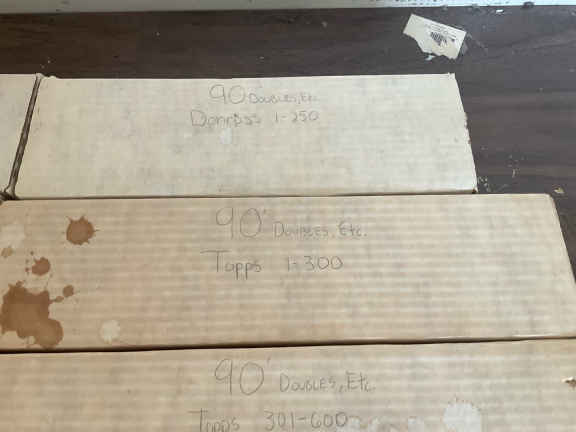 90 Doubles, Etc.
Donruss 1-250
90' Doubles, Etc.
Topps 1-300
90' Doubles, Etc.
Topps 301-600